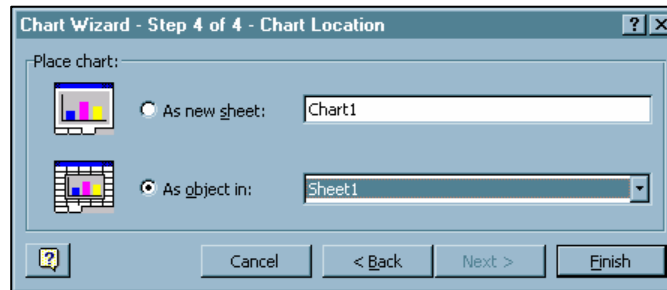 Chart Wizard - Step 4 of 4 - Chart Location
Place chart:
As new sheet: Chart1
As object in: Sheet1
Cancel < Back Next > Finish